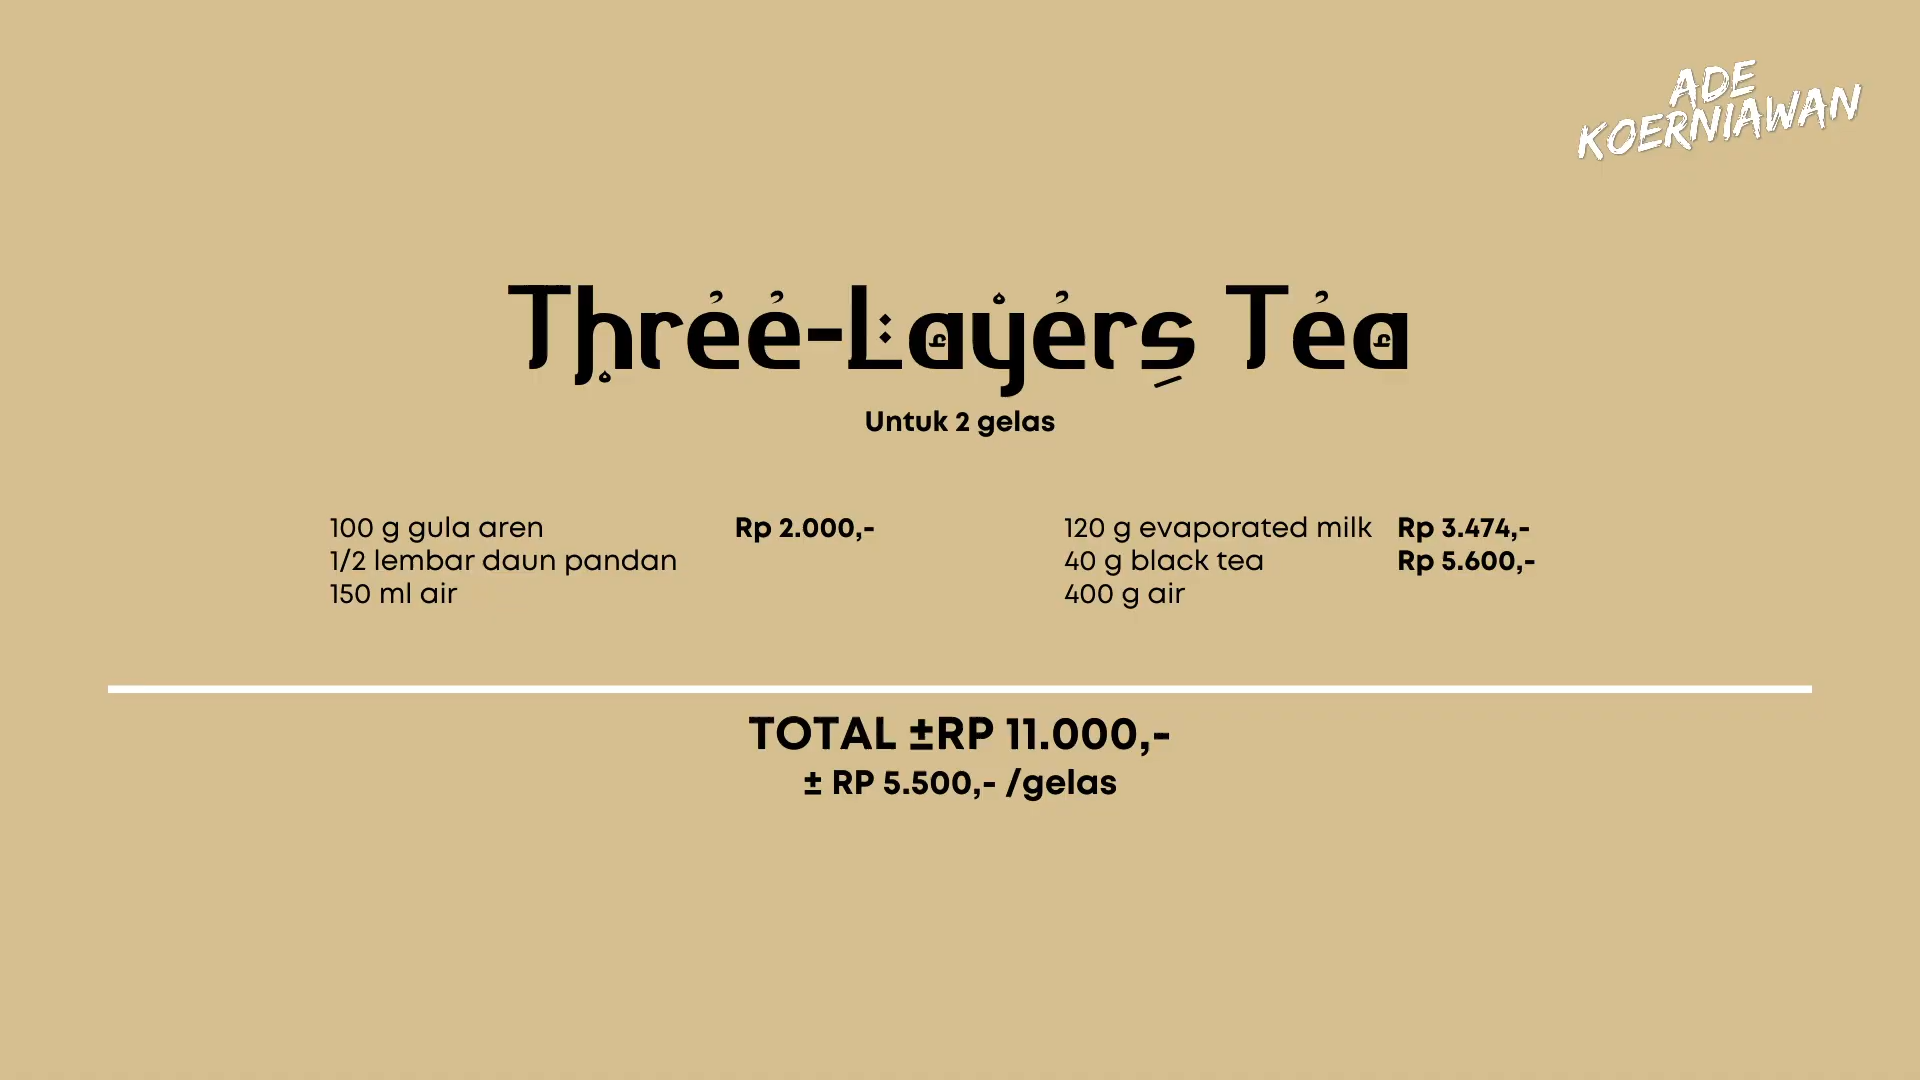 ADE
KOERNIAWAN
Three-Layers Tea
Untuk 2 gelas
100 g gula aren Rp 2.000,-
1/2 lembar daun pandan
150 ml air
120 g evaporated milk Rp 3.474,-
40 g black tea Rp 5.600,-
400 g air
TOTAL ±RP 11.000,-
± RP 5.500,- /gelas